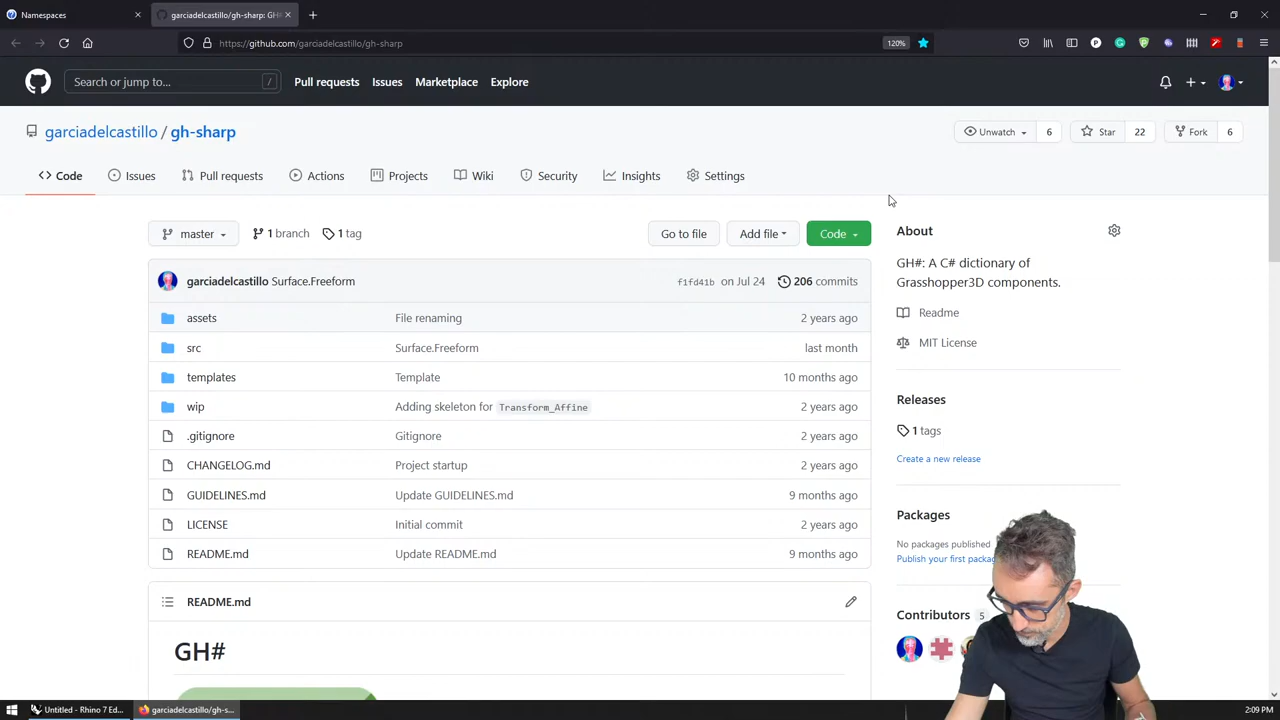 Namespaces
garciadelcastillo/gh-sharp: GH#
https://github.com/garciadelcastillo/gh-sharp
120%
Search or jump to...
/
Pull requests
Issues
Marketplace
Explore
garciadelcastillo / gh-sharp
Unwatch
6
Star
22
Fork
6
Code
Issues
Pull requests
Actions
Projects
Wiki
Security
Insights
Settings
master
1 branch
1 tag
Go to file
Add file
Code
About
GH#: A C# dictionary of
Grasshopper3D components.
Readme
MIT License
garciadelcastillo Surface.Freeform
f1fd41b on Jul 24
206 commits
assets
File renaming
2 years ago
src
Surface.Freeform
last month
templates
Template
10 months ago
wip
Adding skeleton for Transform_Affine
2 years ago
.gitignore
Gitignore
2 years ago
CHANGELOG.md
Project startup
2 years ago
GUIDELINES.md
Update GUIDELINES.md
9 months ago
LICENSE
Initial commit
2 years ago
README.md
Update README.md
9 months ago
Releases
1 tags
Create a new release
Packages
No packages published
Publish your first packag
Contributors 5
README.md
GH#
Untitled - Rhino 7 Ed...
garciadelcastillo/gh-s...
2:09 PM